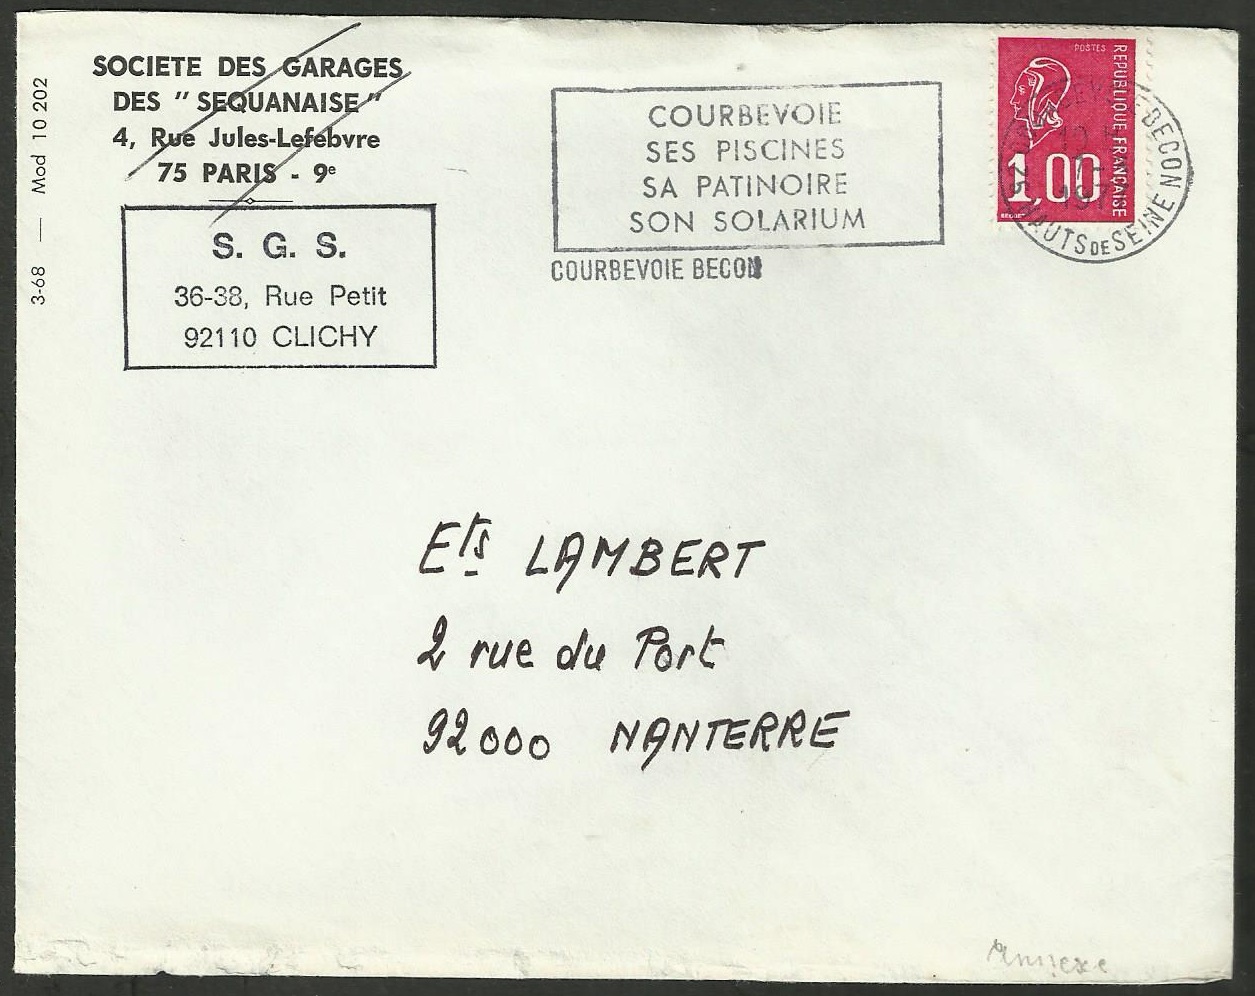 SOCIETE DES GARAGES
DES " SEQUANAISE "
4, Rue Jules-Lefebvre
75 PARIS - 9e
3-68 — Mod 10 202
S. G. S.
36-38, Rue Petit
92110 CLICHY
COURBEVOIE
SES PISCINES
SA PATINOIRE
SON SOLARIUM
COURBEVOIE BECON
POSTES
REPUBLIQUE FRANÇAISE
1,00
BECON
HAUTS DE SEINE
Ets LAMBERT
2 rue du Port
92000 NANTERRE
Annexe